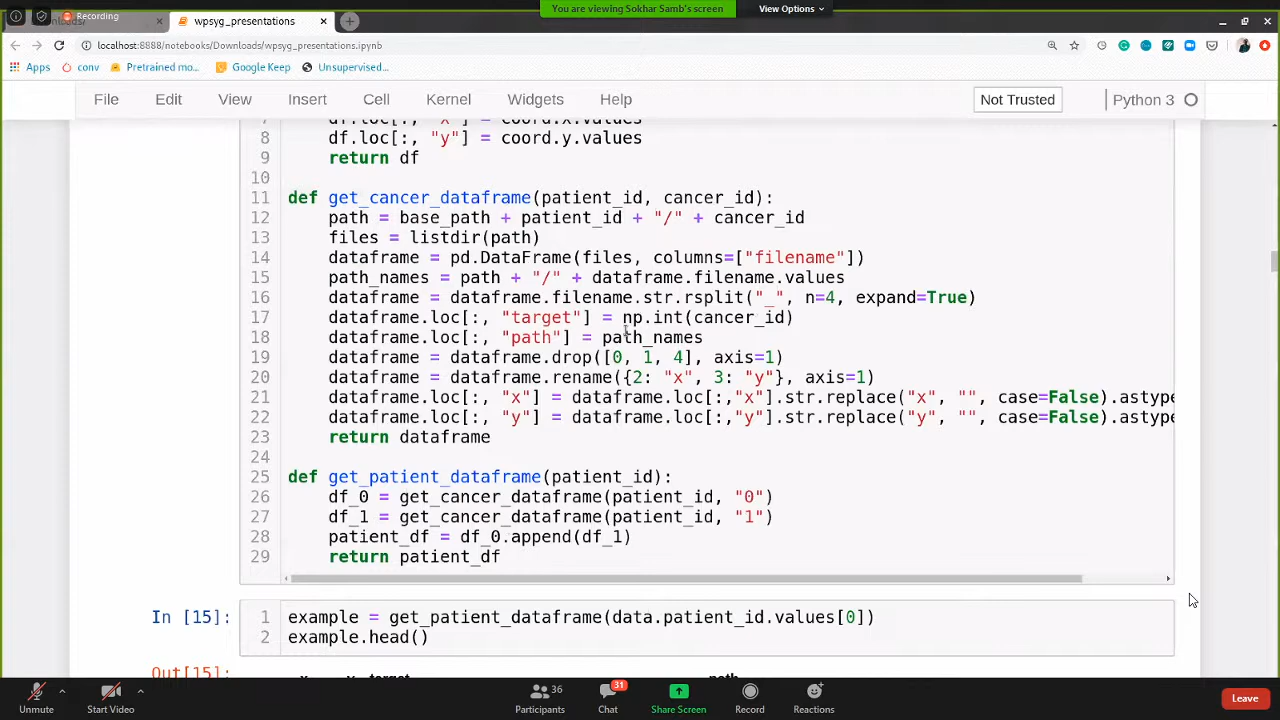 Recording
wpsyg_presentations
You are viewing Sokhar Samb's screen
View Options
localhost:8888/notebooks/Downloads/wpsyg_presentations.ipynb
Apps conv Pretrained mo... Google Keep Unsupervised...
File Edit View Insert Cell Kernel Widgets Help Not Trusted Python 3
7 df.loc[:, "x"] = coord.x.values
8 df.loc[:, "y"] = coord.y.values
9 return df
10
11 def get_cancer_dataframe(patient_id, cancer_id):
12 path = base_path + patient_id + "/" + cancer_id
13 files = listdir(path)
14 dataframe = pd.DataFrame(files, columns=["filename"])
15 path_names = path + "/" + dataframe.filename.values
16 dataframe = dataframe.filename.str.rsplit("_", n=4, expand=True)
17 dataframe.loc[:, "target"] = np.int(cancer_id)
18 dataframe.loc[:, "path"] = path_names
19 dataframe = dataframe.drop([0, 1, 4], axis=1)
20 dataframe = dataframe.rename({2: "x", 3: "y"}, axis=1)
21 dataframe.loc[:, "x"] = dataframe.loc[:,"x"].str.replace("x", "", case=False).astype
22 dataframe.loc[:, "y"] = dataframe.loc[:,"y"].str.replace("y", "", case=False).astype
23 return dataframe
24
25 def get_patient_dataframe(patient_id):
26 df_0 = get_cancer_dataframe(patient_id, "0")
27 df_1 = get_cancer_dataframe(patient_id, "1")
28 patient_df = df_0.append(df_1)
29 return patient_df
In [15]: 1 example = get_patient_dataframe(data.patient_id.values[0])
2 example.head()
Out[15]: x y target path
36 31
Unmute Start Video Participants Chat Share Screen Record Reactions Leave